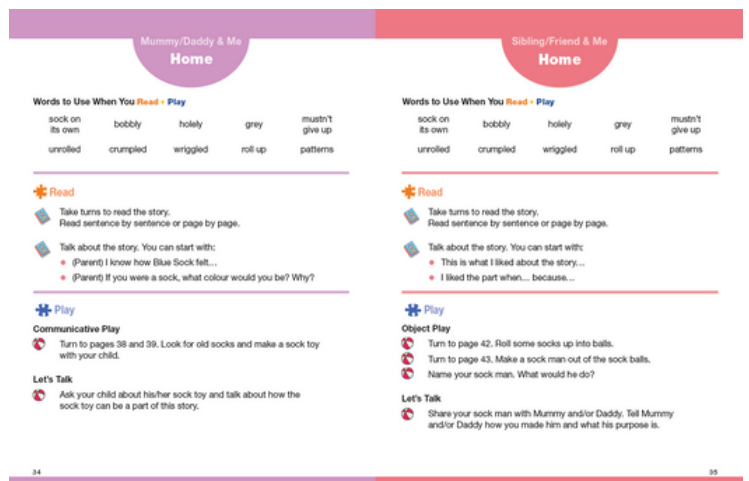 Mummy/Daddy & Me
Home
Words to Use When You Read + Play
sock on its own
bobbly
holely
grey
mustn't give up
unrolled
crumpled
wriggled
roll up
patterns
Read
Take turns to read the story.
Read sentence by sentence or page by page.
Talk about the story. You can start with:
(Parent) I know how Blue Sock felt...
(Parent) If you were a sock, what colour would you be? Why?
Play
Communicative Play
Turn to pages 38 and 39. Look for old socks and make a sock toy
with your child.
Let's Talk
Ask your child about his/her sock toy and talk about how the
sock toy can be a part of this story.
34
Sibling/Friend & Me
Home
Words to Use When You Read + Play
sock on its own
bobbly
holely
grey
mustn't give up
unrolled
crumpled
wriggled
roll up
patterns
Read
Take turns to read the story.
Read sentence by sentence or page by page.
Talk about the story. You can start with:
This is what I liked about the story...
I liked the part when... because...
Play
Object Play
Turn to page 42. Roll some socks up into balls.
Turn to page 43. Make a sock man out of the sock balls.
Name your sock man. What would he do?
Let's Talk
Share your sock man with Mummy and/or Daddy. Tell Mummy
and/or Daddy how you made him and what his purpose is.
35